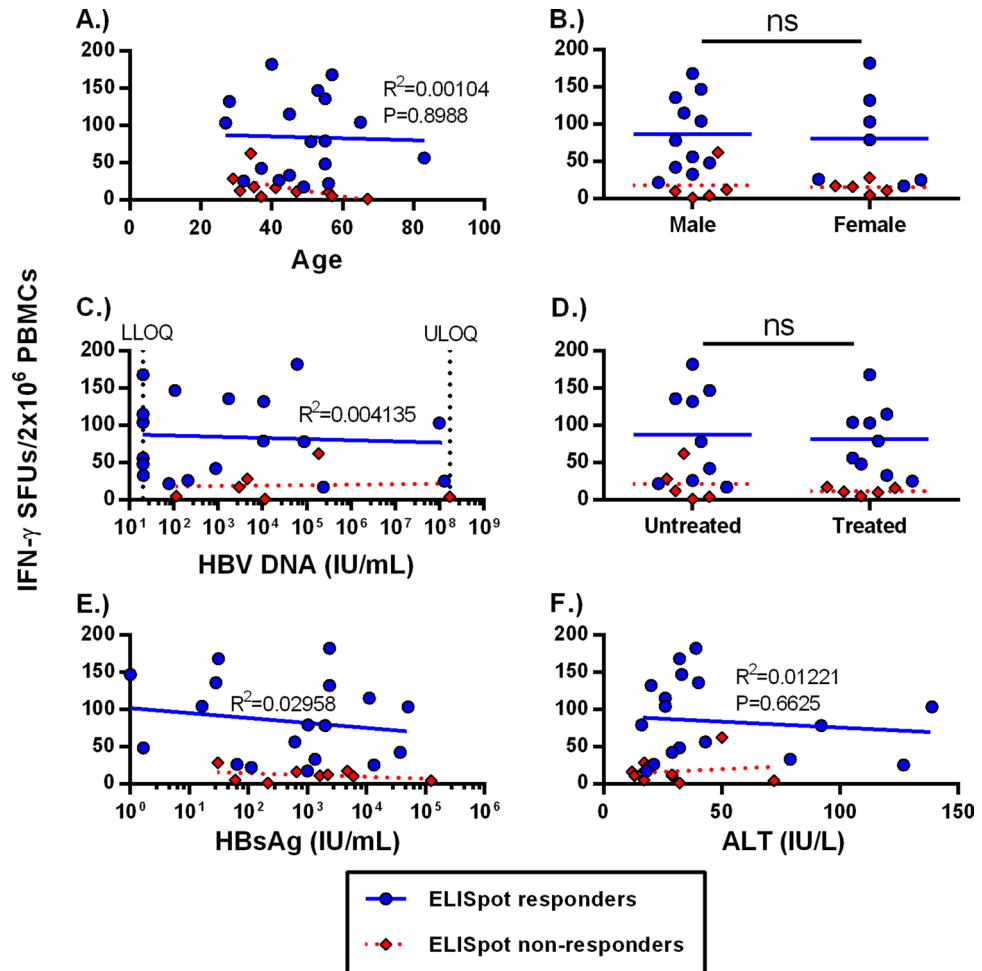 A.)
200
150
100
50
0
R²=0.00104
P=0.8988
0 20 40 60 80 100
Age
B.)
ns
200
150
100
50
0
Male Female
IFN-γ SFUs/2x10⁶ PBMCs
C.)
LLOQ ULOQ
200
150
100
50
0
R²=0.004135
10¹ 10² 10³ 10⁴ 10⁵ 10⁶ 10⁷ 10⁸ 10⁹
HBV DNA (IU/mL)
D.)
ns
200
150
100
50
0
Untreated Treated
E.)
200
150
100
50
0
R²=0.02958
10⁰ 10¹ 10² 10³ 10⁴ 10⁵ 10⁶
HBsAg (IU/mL)
F.)
200
150
100
50
0
R²=0.01221
P=0.6625
0 50 100 150
ALT (IU/L)
ELISpot responders
ELISpot non-responders